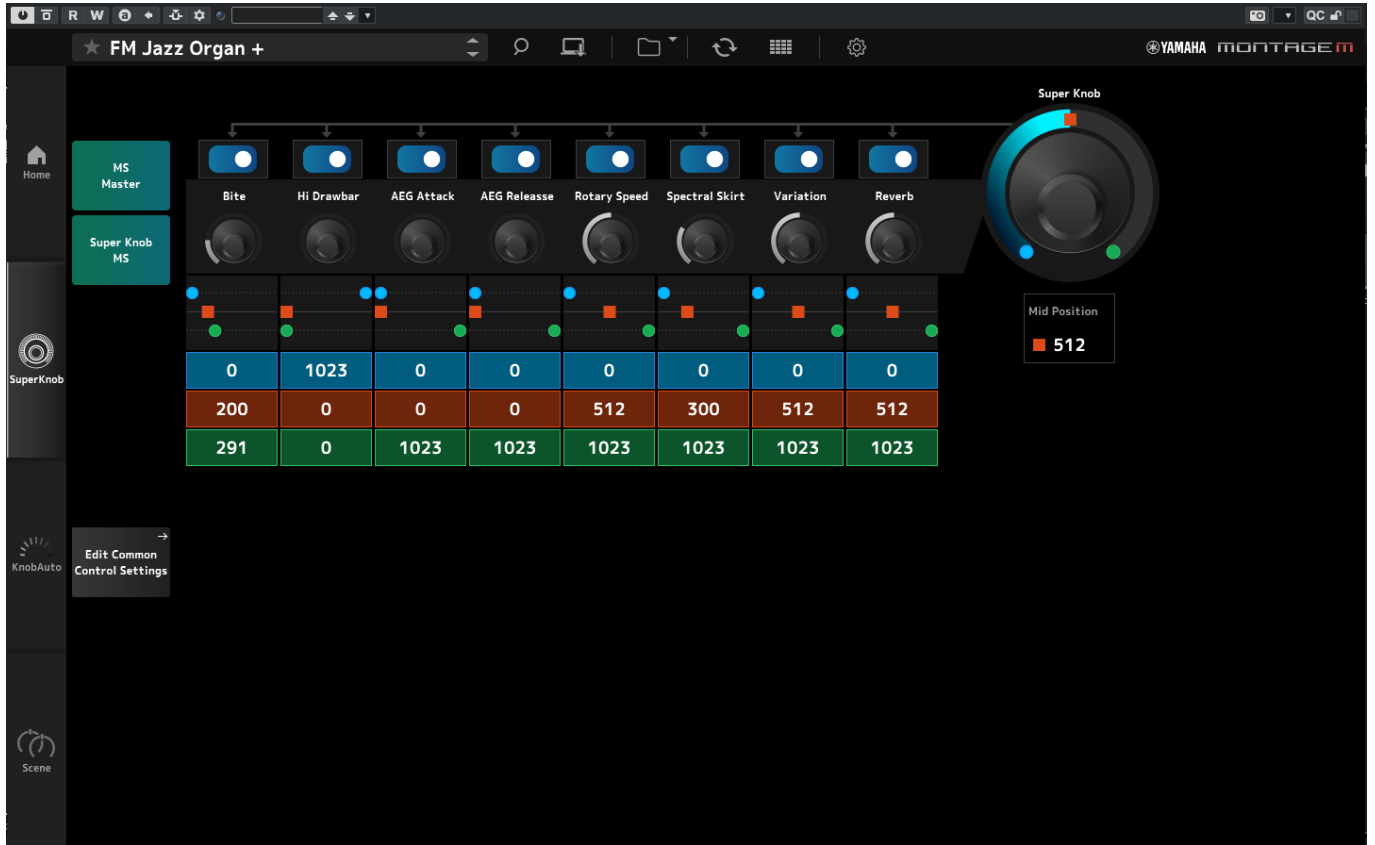 R W a QC
FM Jazz Organ +
YAMAHA MONTAGE M
Super Knob
Home
MS
Master
Bite Hi Drawbar AEG Attack AEG Releasse Rotary Speed Spectral Skirt Variation Reverb
Super Knob
MS
Mid Position
512
SuperKnob
0 1023 0 0 0 0 0 0
200 0 0 0 512 300 512 512
291 0 1023 1023 1023 1023 1023 1023
KnobAuto
Edit Common
Control Settings
Scene